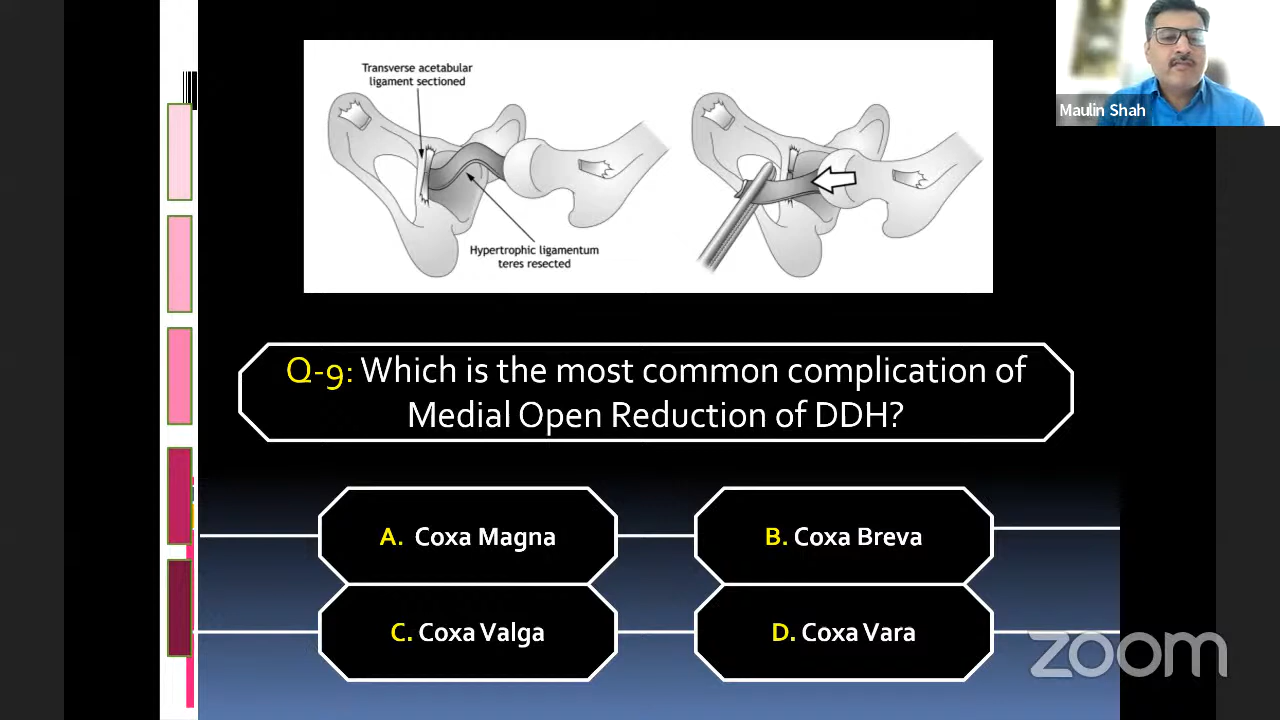 Transverse acetabular
ligament sectioned
Hypertrophic ligamentum
teres resected
Maulin Shah
Q-9: Which is the most common complication of
Medial Open Reduction of DDH?
A. Coxa Magna
B. Coxa Breva
C. Coxa Valga
D. Coxa Vara
zoom